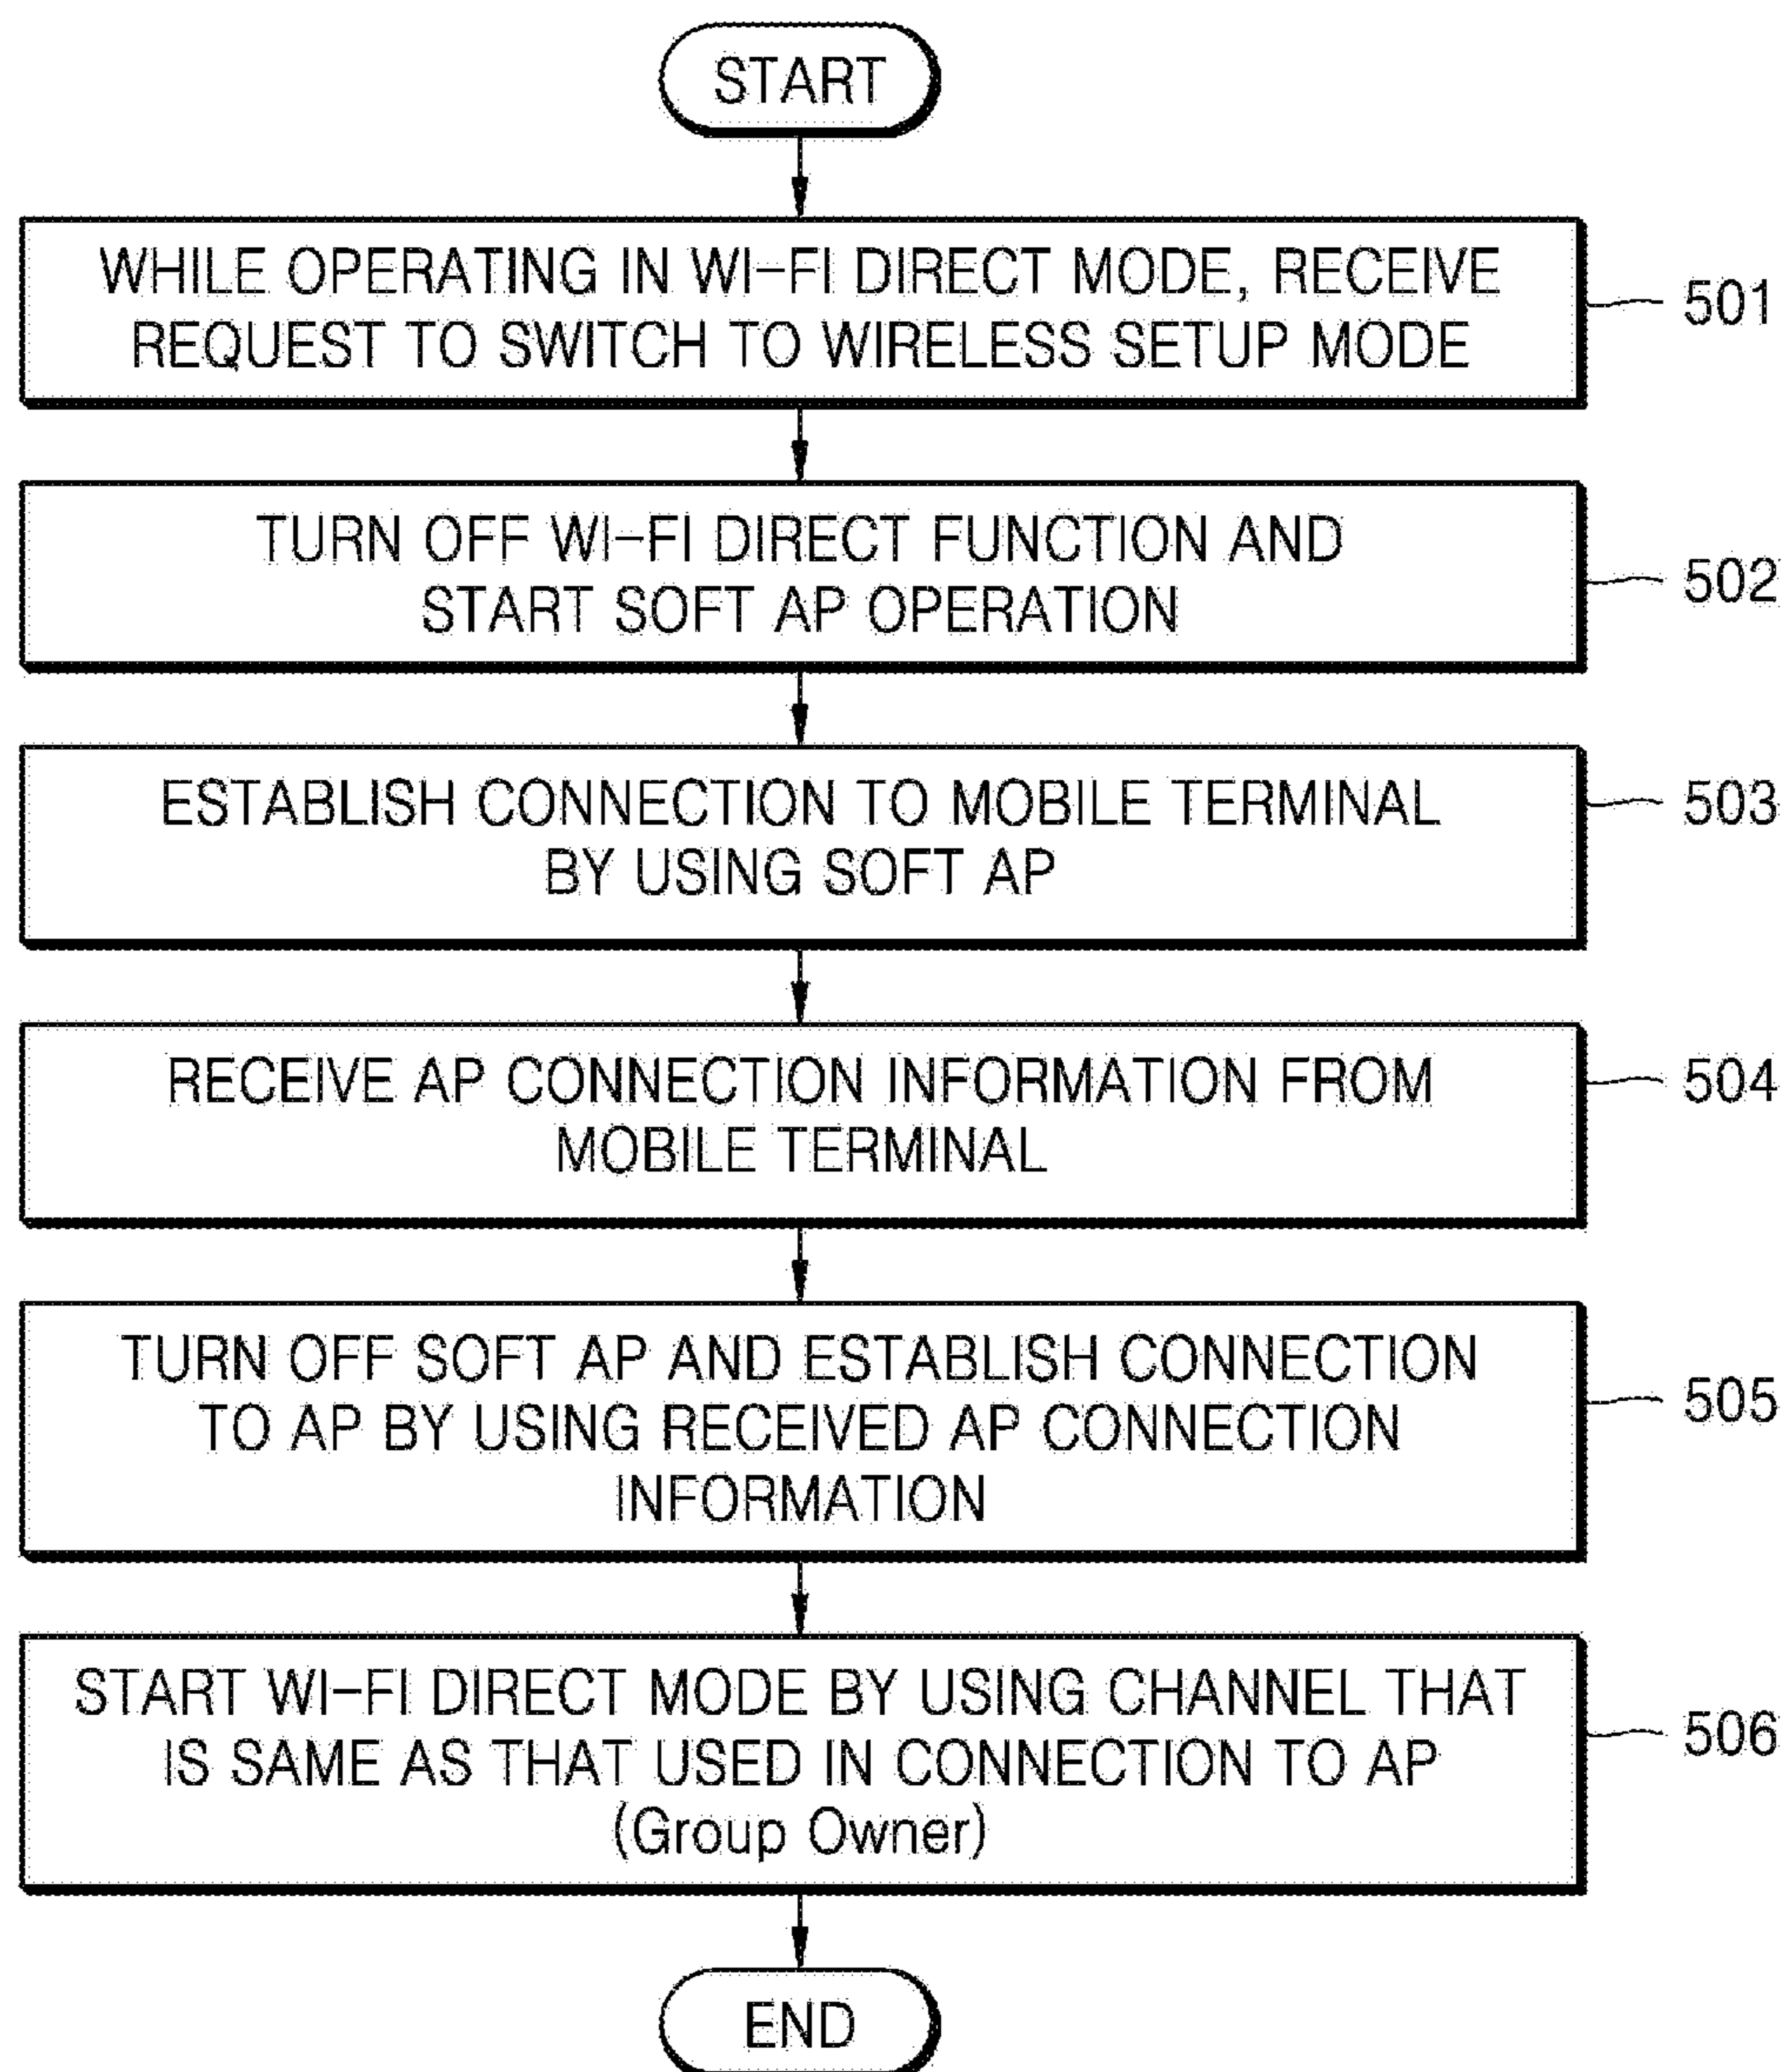 START
WHILE OPERATING IN WI-FI DIRECT MODE, RECEIVE
REQUEST TO SWITCH TO WIRELESS SETUP MODE
501
TURN OFF WI-FI DIRECT FUNCTION AND
START SOFT AP OPERATION
502
ESTABLISH CONNECTION TO MOBILE TERMINAL
BY USING SOFT AP
503
RECEIVE AP CONNECTION INFORMATION FROM
MOBILE TERMINAL
504
TURN OFF SOFT AP AND ESTABLISH CONNECTION
TO AP BY USING RECEIVED AP CONNECTION
INFORMATION
505
START WI-FI DIRECT MODE BY USING CHANNEL THAT
IS SAME AS THAT USED IN CONNECTION TO AP
(Group Owner)
506
END